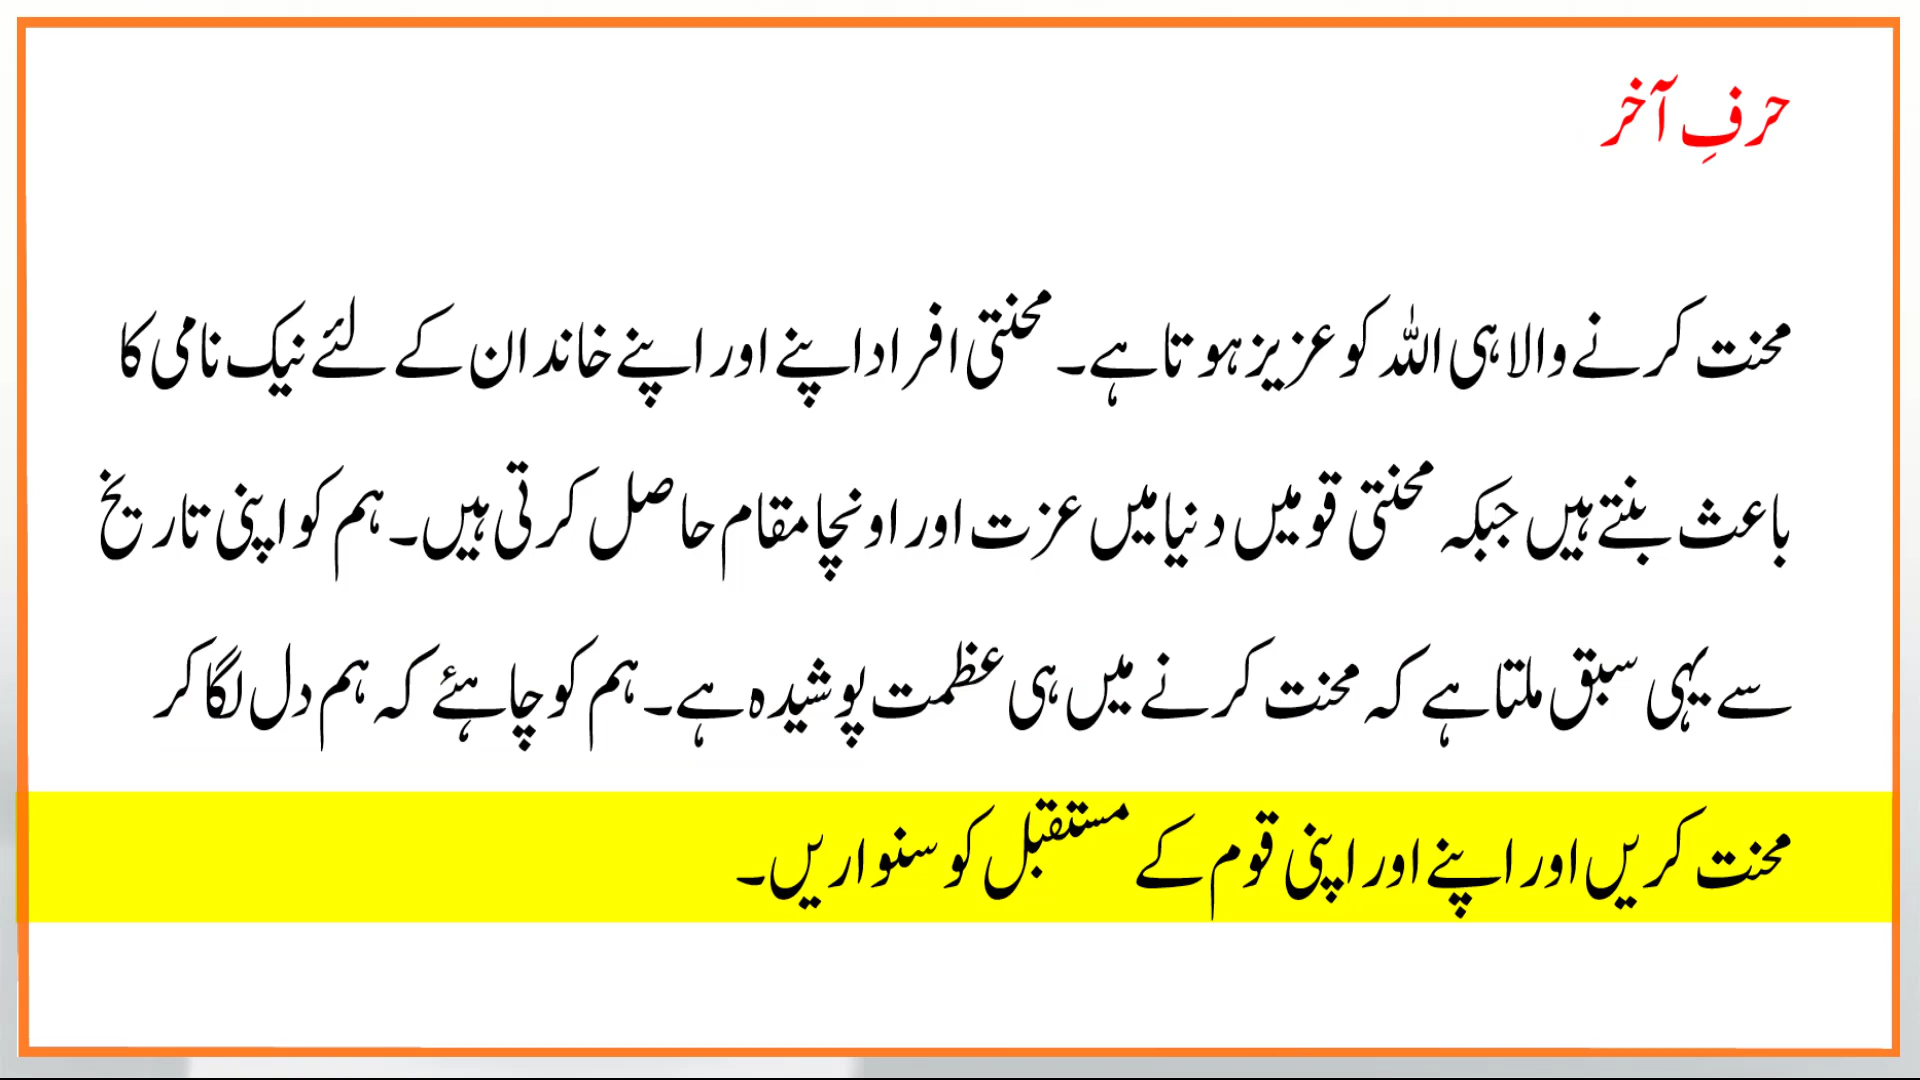 حرفِ آخر
محنت کرنے والا ہی اللہ کو عزیز ہوتا ہے۔ محنتی افراد اپنے اور اپنے خاندان کے لئے نیک نامی کا
باعث بنتے ہیں جبکہ محنتی قومیں دنیا میں عزت اور اونچا مقام حاصل کرتی ہیں۔ ہم کو اپنی تاریخ
سے یہی سبق ملتا ہے کہ محنت کرنے میں ہی عظمت پوشیدہ ہے۔ ہم کو چاہئے کہ ہم دل لگا کر
محنت کریں اور اپنے اور اپنی قوم کے مستقبل کو سنواریں۔